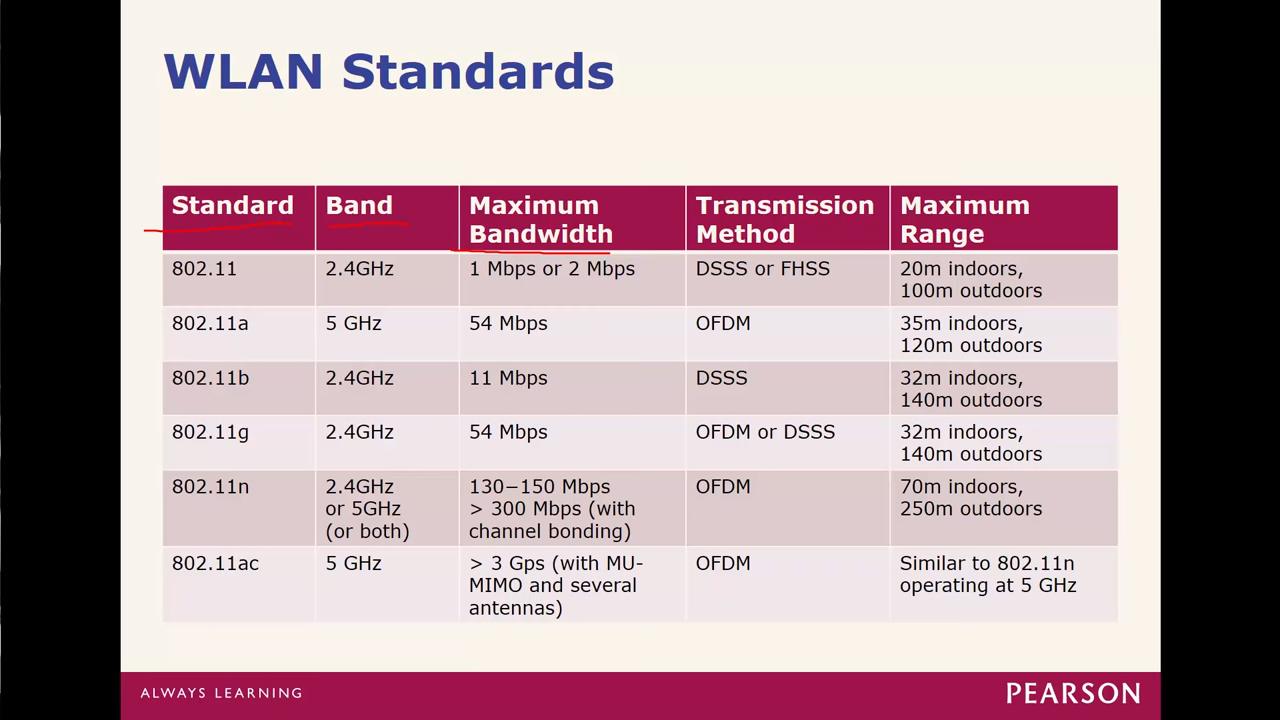 WLAN Standards
Standard Band Maximum Bandwidth Transmission Method Maximum Range
802.11 2.4GHz 1 Mbps or 2 Mbps DSSS or FHSS 20m indoors,
100m outdoors
802.11a 5 GHz 54 Mbps OFDM 35m indoors,
120m outdoors
802.11b 2.4GHz 11 Mbps DSSS 32m indoors,
140m outdoors
802.11g 2.4GHz 54 Mbps OFDM or DSSS 32m indoors,
140m outdoors
802.11n 2.4GHz 130−150 Mbps OFDM 70m indoors,
or 5GHz > 300 Mbps (with 250m outdoors
(or both) channel bonding)
802.11ac 5 GHz > 3 Gps (with MU- OFDM Similar to 802.11n
MIMO and several operating at 5 GHz
antennas)
ALWAYS LEARNING PEARSON